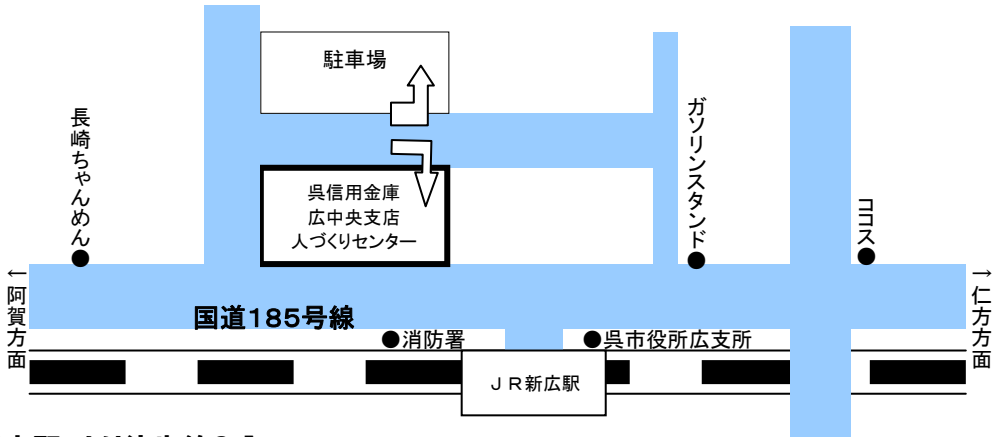 駐車場
長崎ちゃんめん
ガソリンスタンド
呉信用金庫
広中央支店
人づくりセンター
ココス
←阿賀方面
国道185号線
→仁方方面
●消防署
●呉市役所広支所
JR新広駅